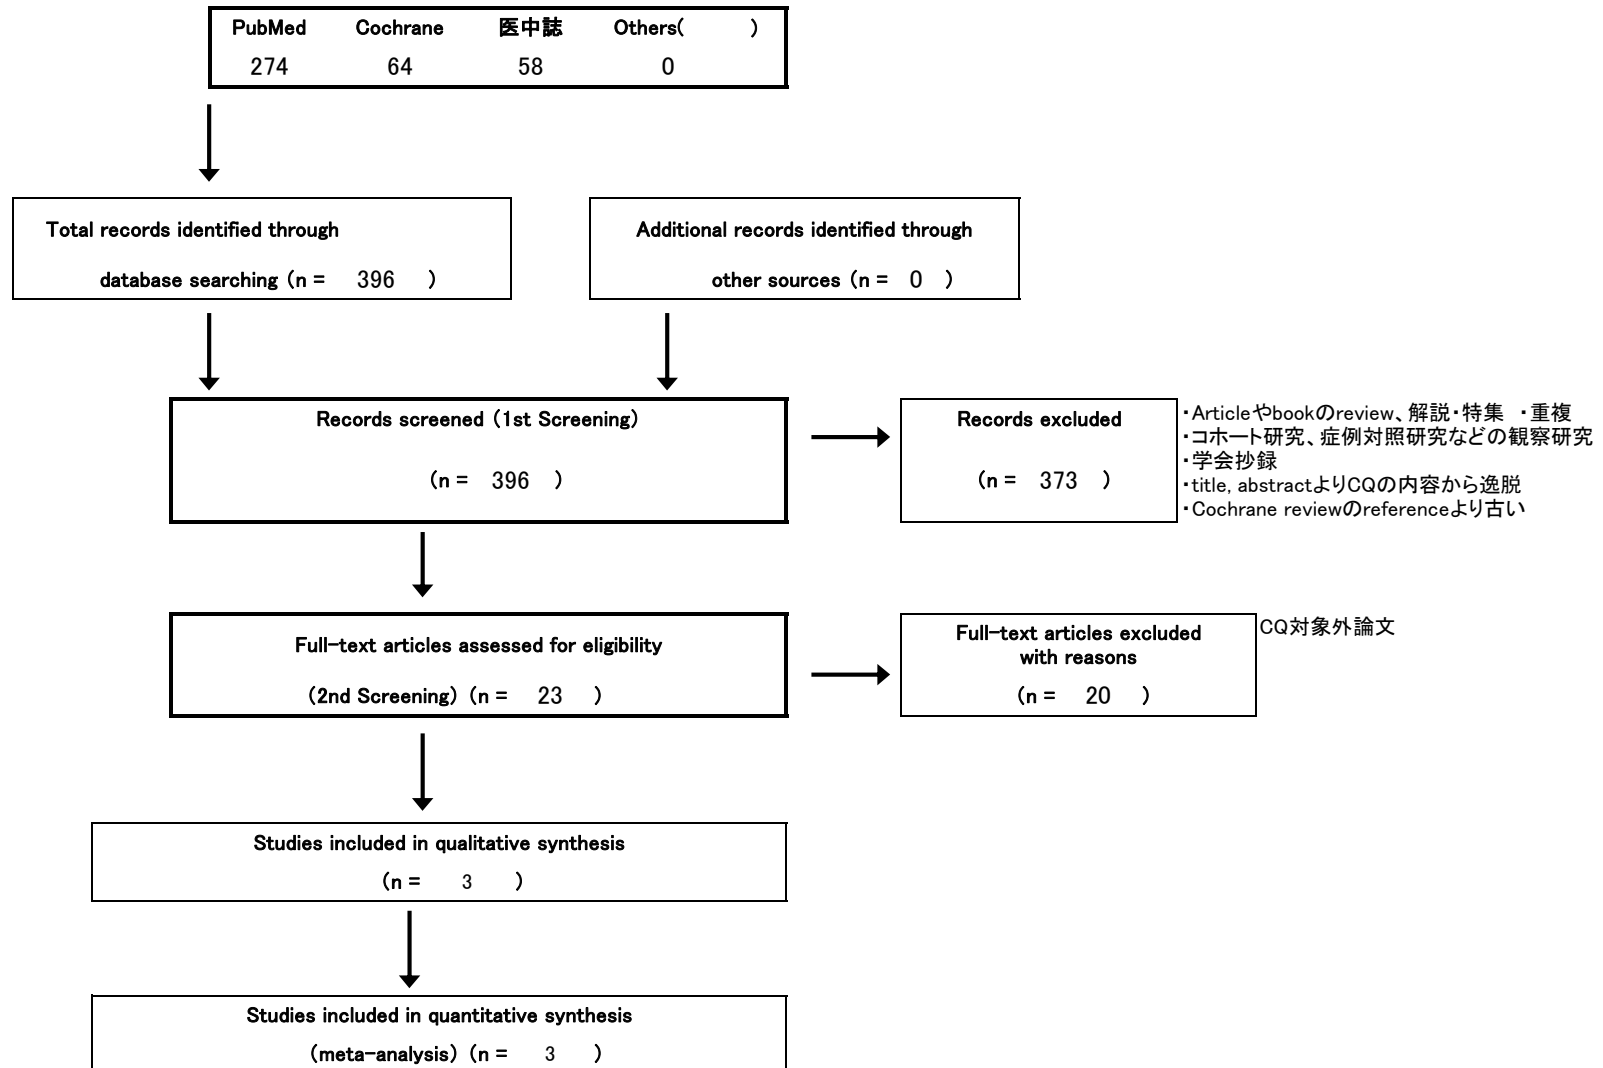 PubMed Cochrane 医中誌 Others( )
274 64 58 0
Total records identified through
database searching (n = 396 )
Additional records identified through
other sources (n = 0 )
Records screened (1st Screening)
(n = 396 )
Records excluded
(n = 373 )
・Articleやbookのreview、解説・特集 ・重複
・コホート研究、症例対照研究などの観察研究
・学会抄録
・title, abstractよりCQの内容から逸脱
・Cochrane reviewのreferenceより古い
Full-text articles assessed for eligibility
(2nd Screening) (n = 23 )
Full-text articles excluded
with reasons
(n = 20 )
CQ対象外論文
Studies included in qualitative synthesis
(n = 3 )
Studies included in quantitative synthesis
(meta-analysis) (n = 3 )